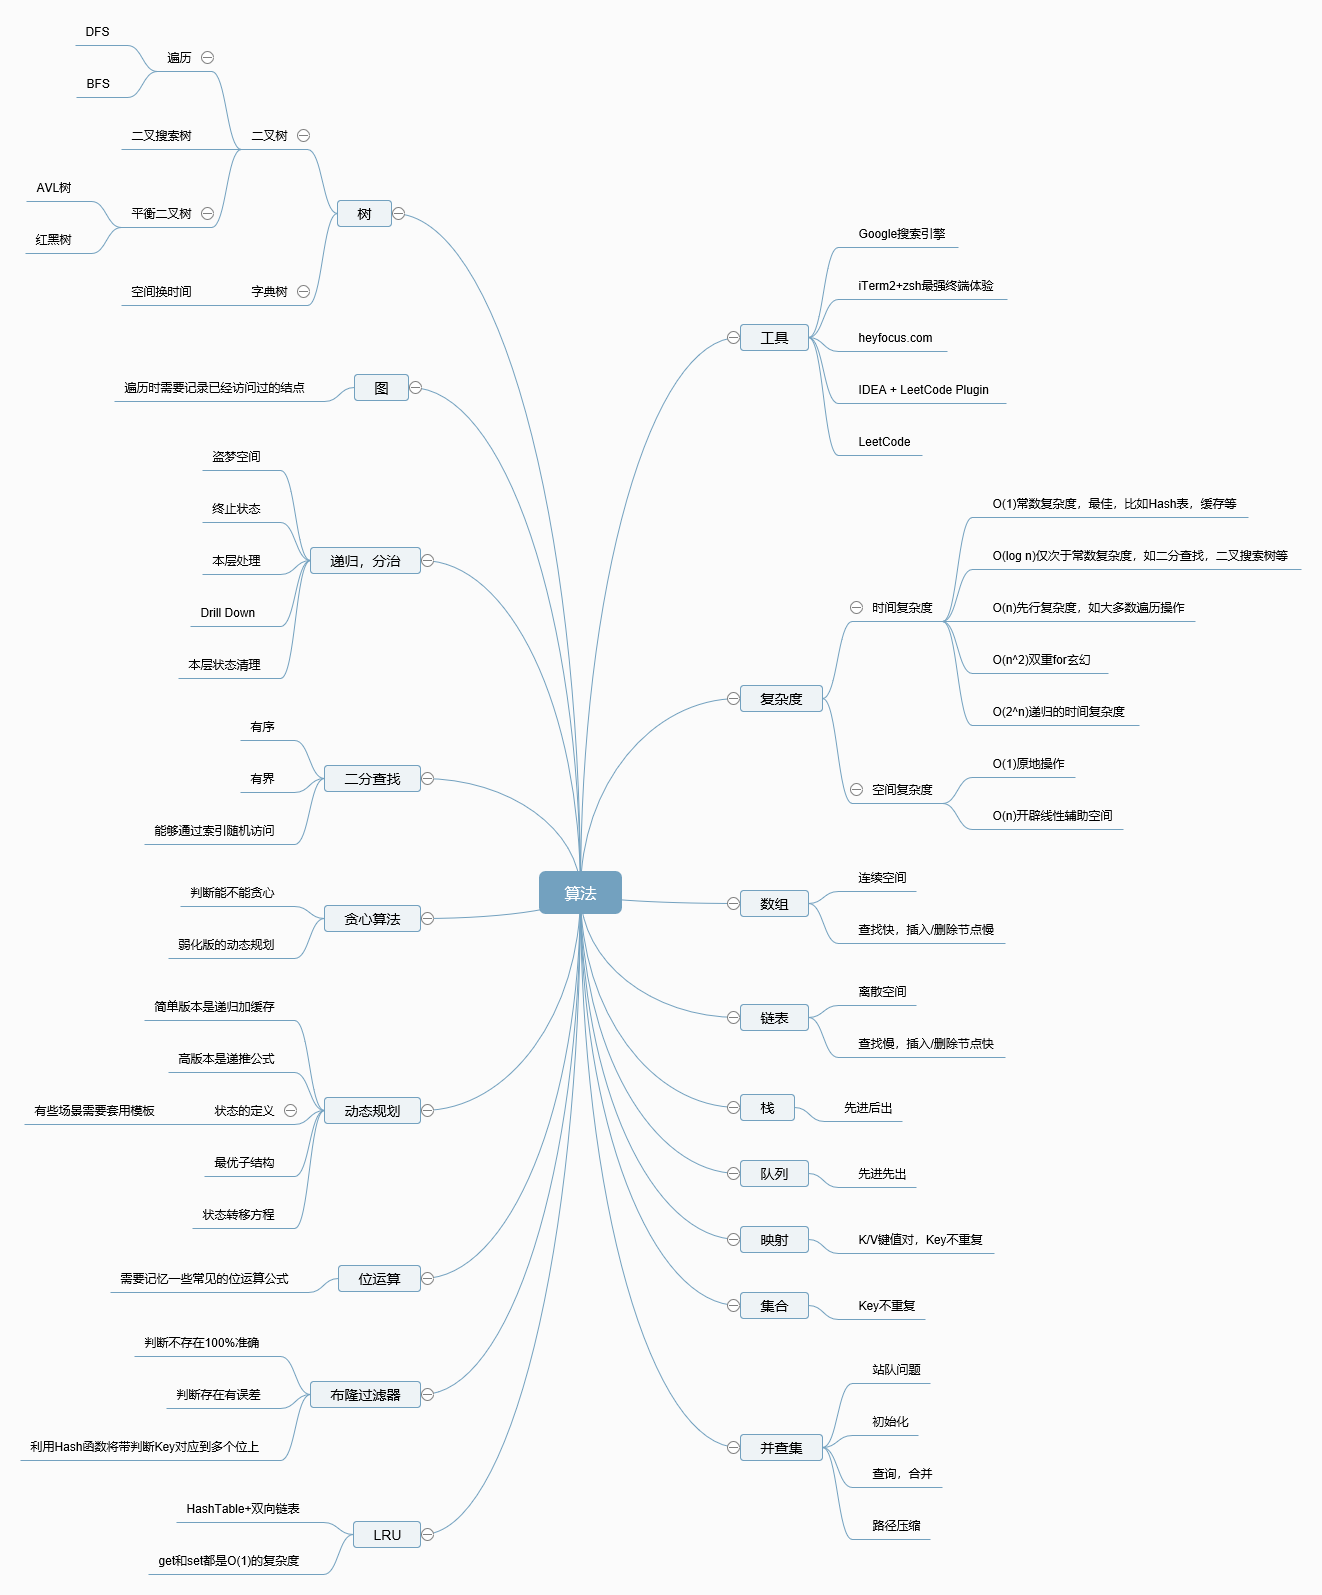 算法
树
二叉树
遍历
DFS
BFS
二叉搜索树
平衡二叉树
AVL树
红黑树
字典树
空间换时间
图
遍历时需要记录已经访问过的结点
递归，分治
盗梦空间
终止状态
本层处理
Drill Down
本层状态清理
二分查找
有序
有界
能够通过索引随机访问
贪心算法
判断能不能贪心
弱化版的动态规划
动态规划
简单版本是递归加缓存
高版本是递推公式
状态的定义
有些场景需要套用模板
最优子结构
状态转移方程
位运算
需要记忆一些常见的位运算公式
布隆过滤器
判断不存在100%准确
判断存在有误差
利用Hash函数将带判断Key对应到多个位上
LRU
HashTable+双向链表
get和set都是O(1)的复杂度
工具
Google搜索引擎
iTerm2+zsh最强终端体验
heyfocus.com
IDEA + LeetCode Plugin
LeetCode
复杂度
时间复杂度
O(1)常数复杂度，最佳，比如Hash表，缓存等
O(log n)仅次于常数复杂度，如二分查找，二叉搜索树等
O(n)先行复杂度，如大多数遍历操作
O(n^2)双重for玄幻
O(2^n)递归的时间复杂度
空间复杂度
O(1)原地操作
O(n)开辟线性辅助空间
数组
连续空间
查找快，插入/删除节点慢
链表
离散空间
查找慢，插入/删除节点快
栈
先进后出
队列
先进先出
映射
K/V键值对，Key不重复
集合
Key不重复
并查集
站队问题
初始化
查询，合并
路径压缩